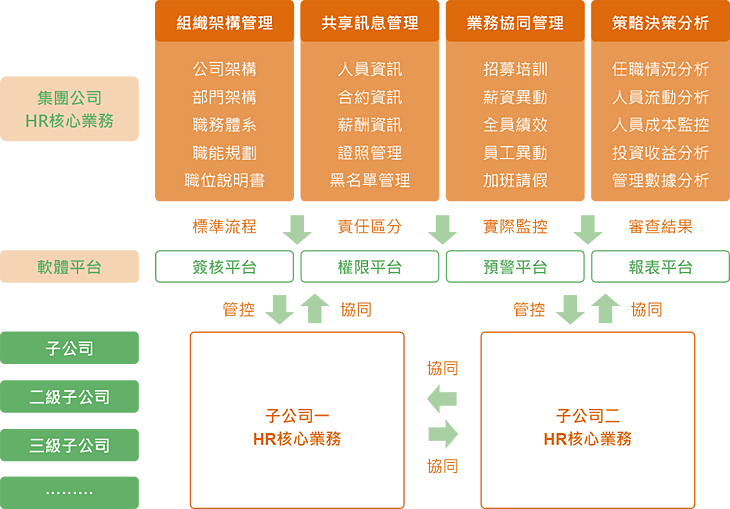 組織架構管理
共享訊息管理
業務協同管理
策略決策分析
集團公司
HR核心業務
公司架構
部門架構
職務體系
職能規劃
職位說明書
人員資訊
合約資訊
薪酬資訊
證照管理
黑名單管理
招募培訓
薪資異動
全員績效
員工異動
加班請假
任職情況分析
人員流動分析
人員成本監控
投資收益分析
管理數據分析
標準流程
責任區分
實際監控
審查結果
軟體平台
簽核平台
權限平台
預警平台
報表平台
管控
協同
管控
協同
子公司
二級子公司
三級子公司
………
子公司一
HR核心業務
協同
協同
子公司二
HR核心業務